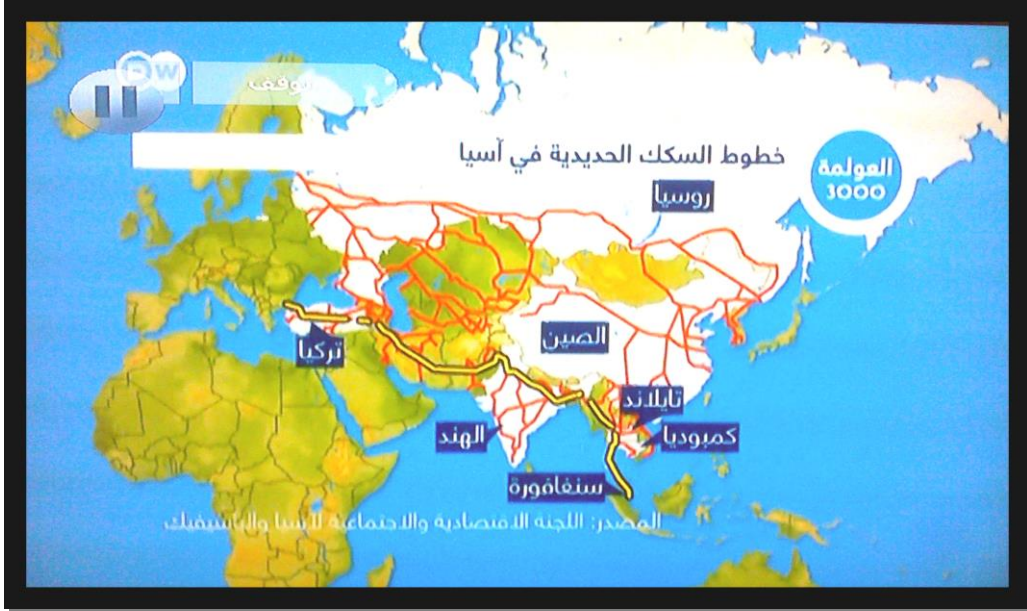 DW
توقف
خطوط السكك الحديدية في آسيا
العولمة
3000
روسيا
الصين
تركيا
تايلاند
كمبوديا
الهند
سنغافورة
المصدر: اللجنة الاقتصادية والاجتماعية لآسيا والباسيفيك